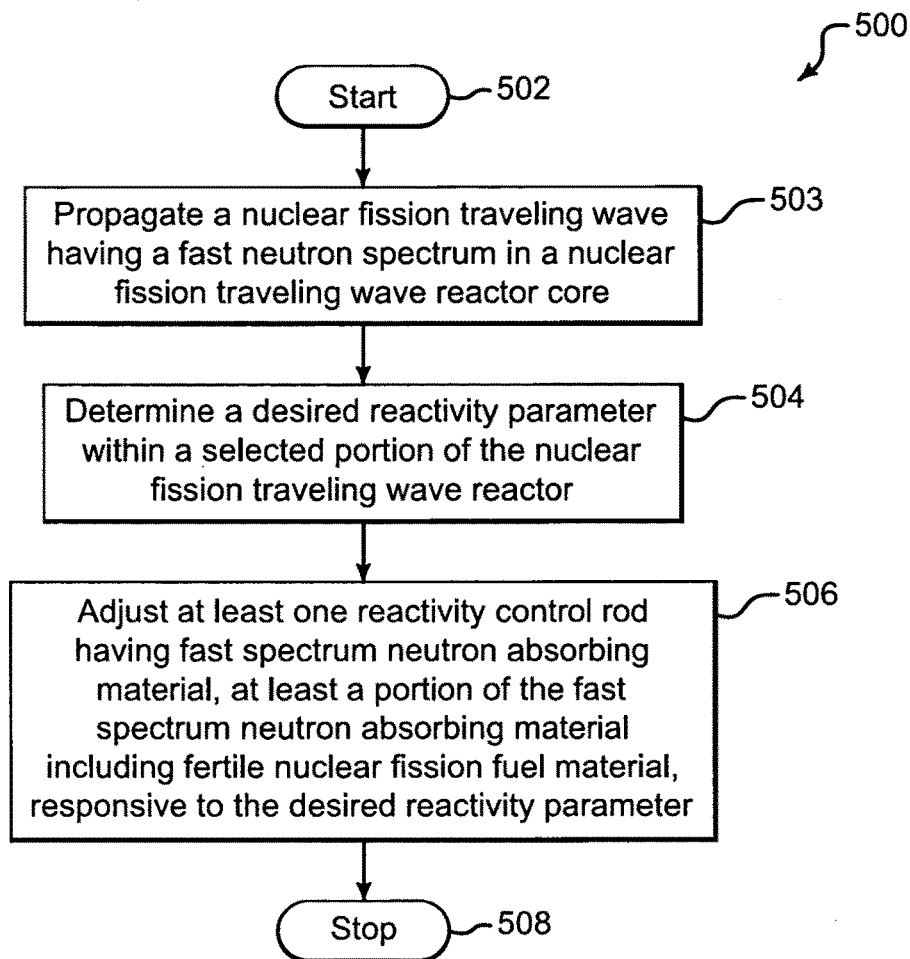 500
Start
502
Propagate a nuclear fission traveling wave
having a fast neutron spectrum in a nuclear
fission traveling wave reactor core
503
Determine a desired reactivity parameter
within a selected portion of the nuclear
fission traveling wave reactor
504
Adjust at least one reactivity control rod
having fast spectrum neutron absorbing
material, at least a portion of the fast
spectrum neutron absorbing material
including fertile nuclear fission fuel material,
responsive to the desired reactivity parameter
506
Stop
508